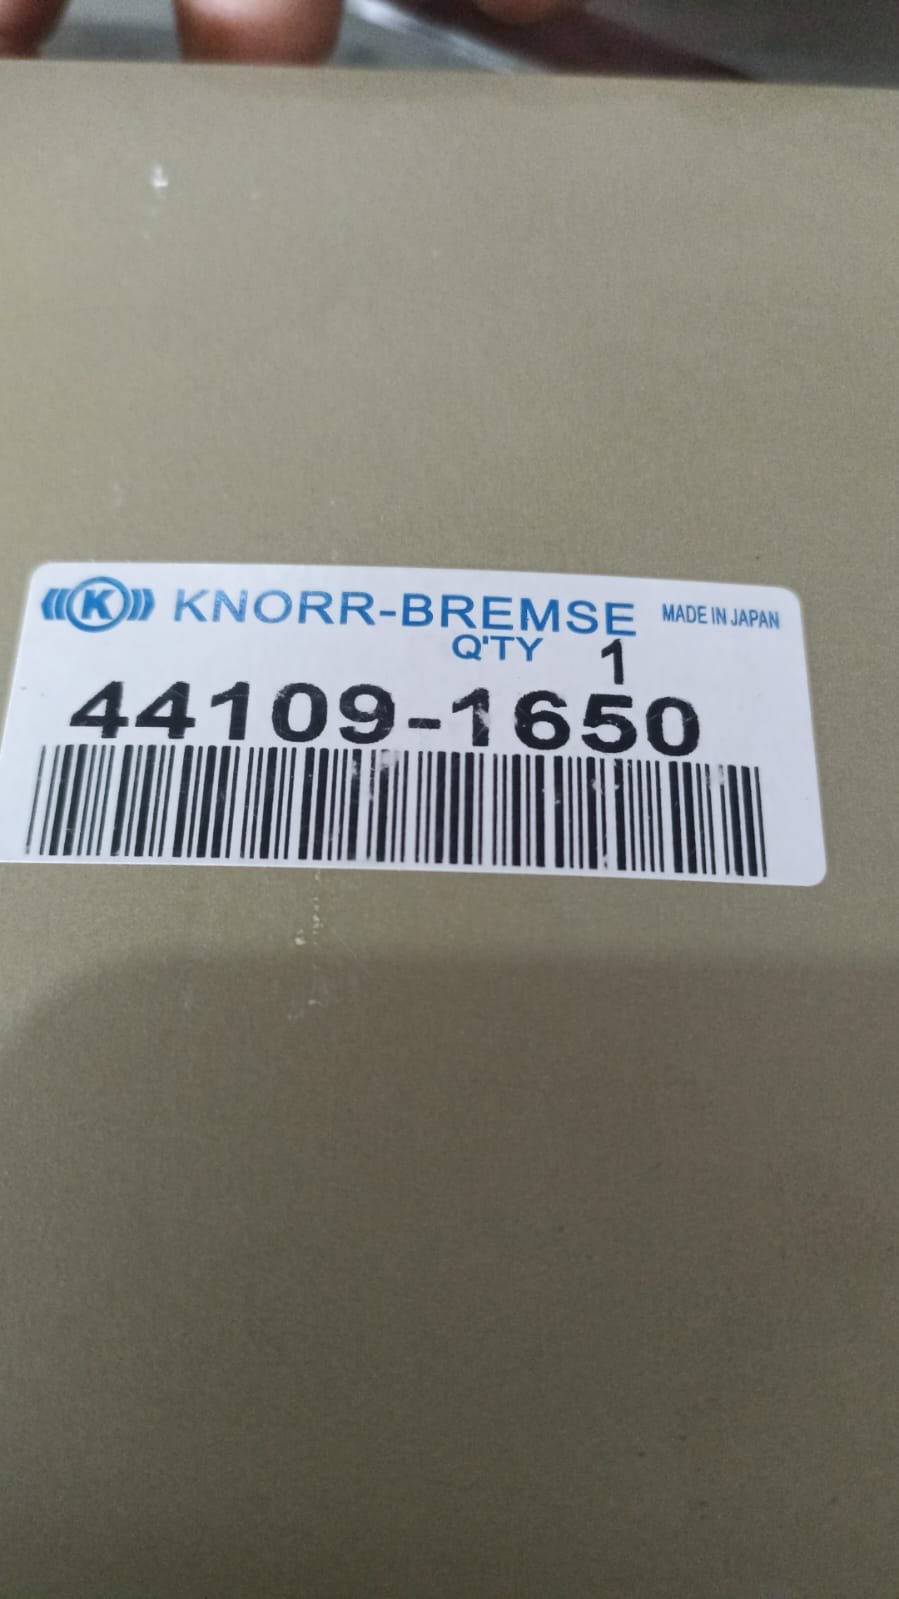 K KNORR-BREMSE MADE IN JAPAN
Q'TY 1
44109-1650